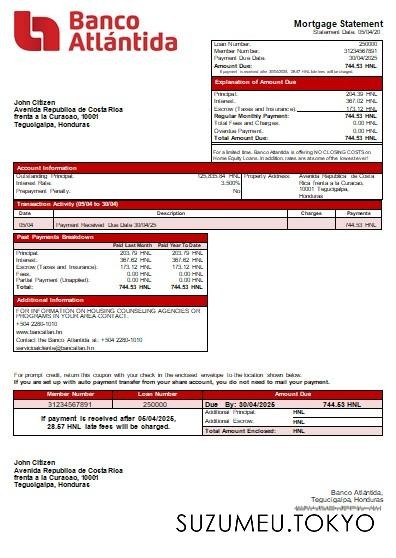 Banco
Atlántida
Mortgage Statement
Statement Date: 05/04/20
Loan Number: 250000
Member Number: 31234567891
Payment Due Date: 30/04/2025
Amount Due: 744.53 HNL
If payment is received after 30/04/2025, 28.57 HNL late fees will be charged.
Explanation of Amount Due
Principal: 204.39 HNL
Interest: 367.02 HNL
Escrow (Taxes and Insurance): 173.12 HNL
Regular Monthly Payment: 744.53 HNL
Total Fees and Charges: 0.00 HNL
Overdue Payment: 0.00 HNL
Total Amount Due: 744.53 HNL
For a limited time, Banco Atlantida is offering NO CLOSING COSTS on
Home Equity Loans. In addition, rates are at some of the lowest ever!
John Citizen
Avenida Republica de Costa Rica
frenta a la Curacao, 10001
Tegucigalpa, Honduras
Account Information
Outstanding Principal: 125,835.84 HNL
Interest Rate: 3.500%
Prepayment Penalty: No
Property Address: Avenida Republica de Costa
Rica frenta a la Curacao,
10001 Tegucigalpa,
Honduras
Transaction Activity (05/04 to 30/04)
Date Description Charges Payments
05/04 Payment Received Due Date 30/04/25 744.53 HNL
Past Payments Breakdown
Paid Last Month Paid Year To Date
Principal: 203.79 HNL 203.79 HNL
Interest: 367.62 HNL 367.62 HNL
Escrow (Taxes and Insurance): 173.12 HNL 173.12 HNL
Fees: 0.00 HNL 0.00 HNL
Partial Payment (Unapplied): 0.00 HNL 0.00 HNL
Total: 744.53 HNL 744.53 HNL
Additional Information
FOR INFORMATION ON HOUSING COUNSELING AGENCIES OR
PROGRAMS IN YOUR AREA CONTACT:
+504 2280-1010
www.bancatlan.hn
Contact the Banco Atlantida at: +504 2280-1010
servicioalcliente@bancatlan.hn
For prompt credit, return this coupon with your check in the enclosed envelope to the location shown below.
If you are set up with auto payment transfer from your share account, you do not need to mail your payment.
Member Number Loan Number Amount Due
31234567891 250000 Due By: 30/04/2025 744.53 HNL
If payment is received after 05/04/2025,
28.57 HNL late fees will be charged.
Additional Principal: HNL
Additional Escrow: HNL
Total Amount Enclosed: HNL
John Citizen
Avenida Republica de Costa Rica
frenta a la Curacao, 10001
Tegucigalpa, Honduras
Banco Atlántida,
Tegucigalpa, Honduras
SUZUMEU.TOKYO